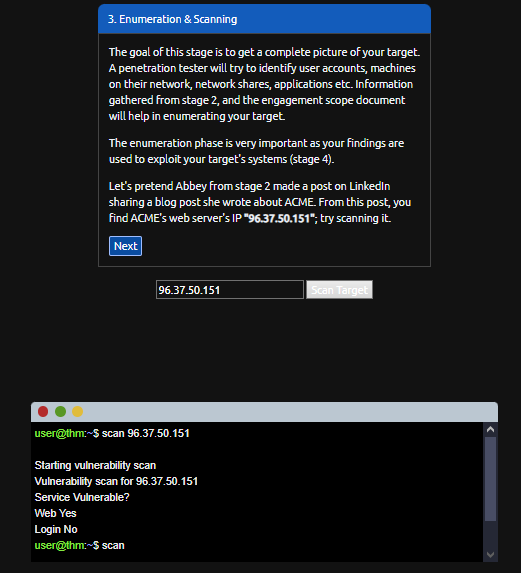 3. Enumeration & Scanning
The goal of this stage is to get a complete picture of your target.
A penetration tester will try to identify user accounts, machines
on their network, network shares, applications etc. Information
gathered from stage 2, and the engagement scope document
will help in enumerating your target.
The enumeration phase is very important as your findings are
used to exploit your target's systems (stage 4).
Let's pretend Abbey from stage 2 made a post on LinkedIn
sharing a blog post she wrote about ACME. From this post, you
find ACME's web server's IP "96.37.50.151"; try scanning it.
Next
96.37.50.151 Scan Target
user@thm:~$ scan 96.37.50.151
Starting vulnerability scan
Vulnerability scan for 96.37.50.151
Service Vulnerable?
Web Yes
Login No
user@thm:~$ scan